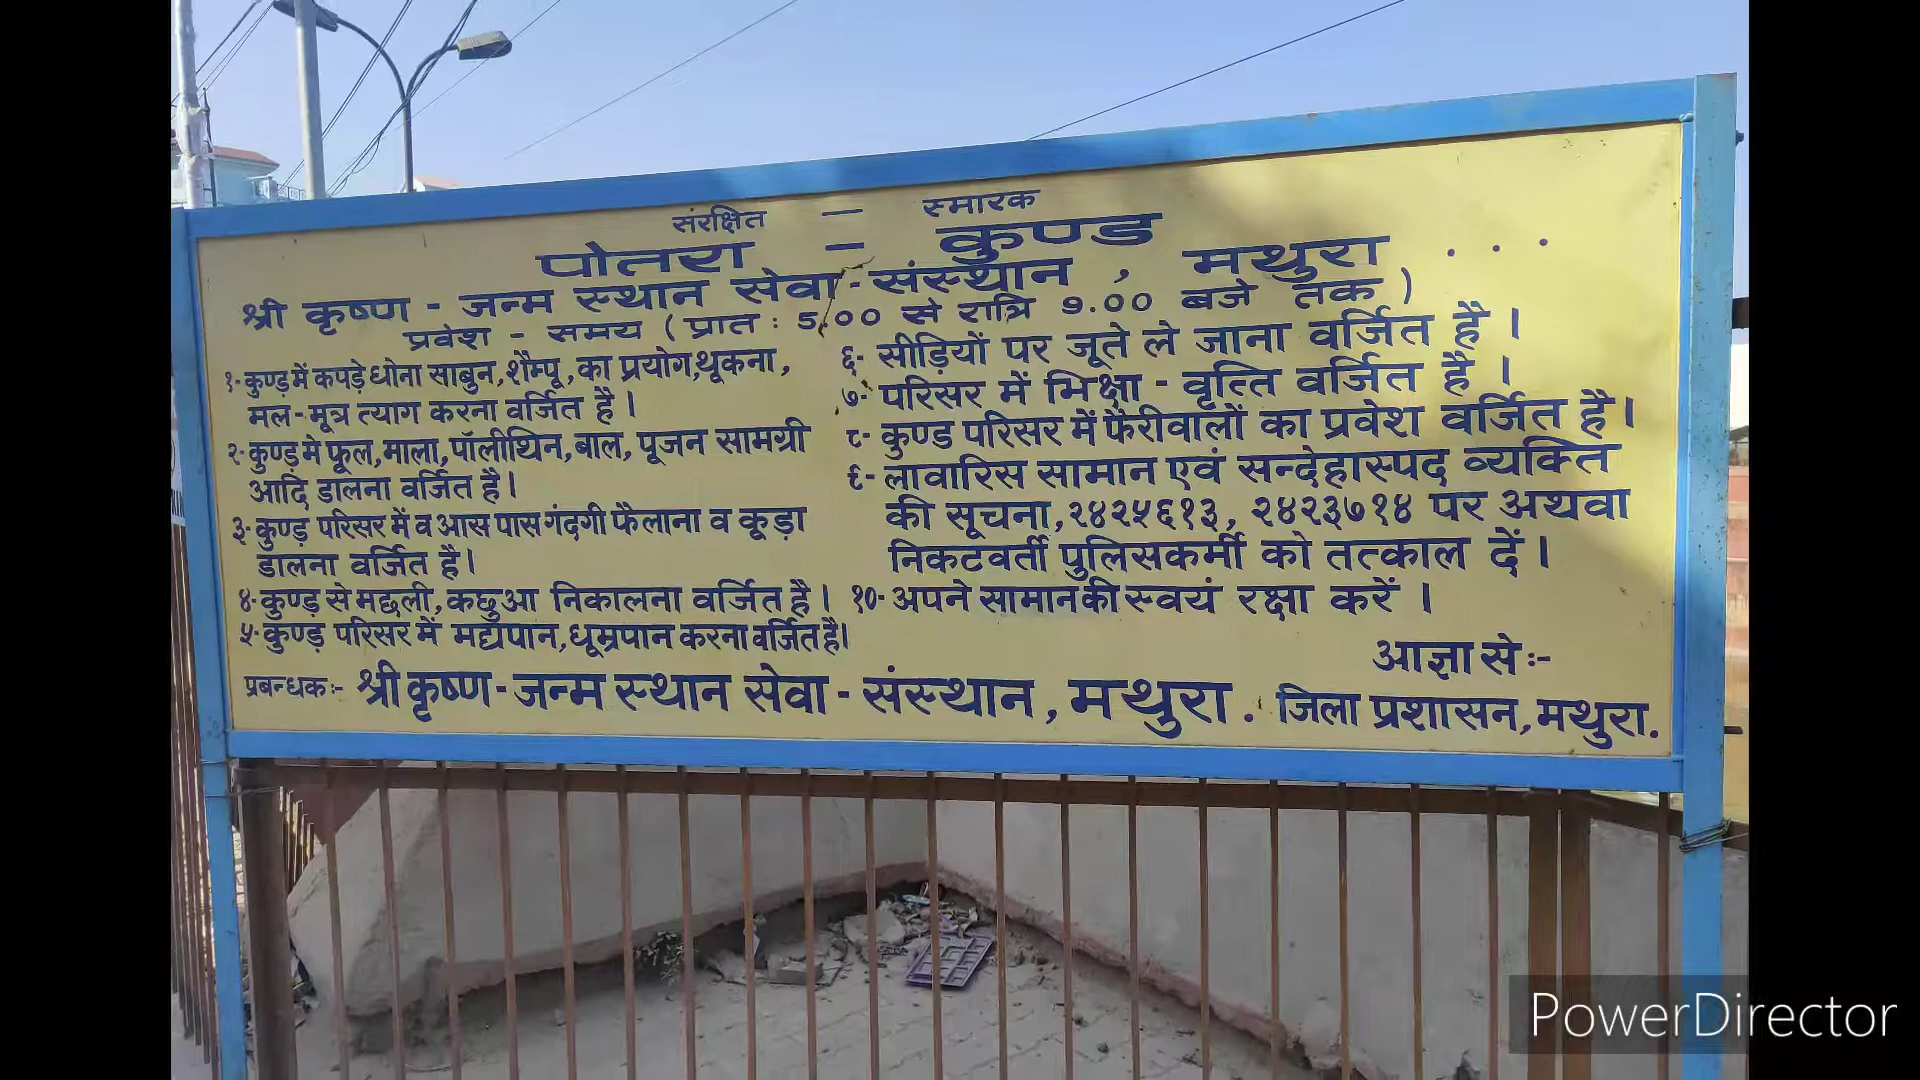 संरक्षित — स्मारक
पोतरा - कुण्ड
श्री कृष्ण - जन्म स्थान सेवा - संस्थान , मथुरा ...
प्रवेश - समय ( प्रात : 5.00 से रात्रि 9.00 बजे तक )
१- कुण्ड़ में कपड़े धोना साबुन, शैम्पू, का प्रयोग, थूकना,
मल-मूत्र त्याग करना वर्जित है।
२- कुण्ड़ मे फूल, माला, पॉलीथिन, बाल, पूजन सामग्री
आदि डालना वर्जित है।
३- कुण्ड़ परिसर में व आस पास गंदगी फैलाना व कूड़ा
डालना वर्जित है।
४- कुण्ड़ से मछली, कछुआ निकालना वर्जित है।
५- कुण्ड़ परिसर में मद्यपान, धूम्रपान करना वर्जित है।
६- सीड़ियों पर जूते ले जाना वर्जित है।
७- परिसर में भिक्षा - वृत्ति वर्जित है।
८- कुण्ड परिसर में फैरीवालों का प्रवेश वर्जित है।
९- लावारिस सामान एवं सन्देहास्पद व्यक्ति
की सूचना, २४२५६१३, २४२३७१४ पर अथवा
निकटवर्ती पुलिसकर्मी को तत्काल दें।
१०- अपने सामान की स्वयं रक्षा करें।
आज्ञा से :-
प्रबन्धक :- श्री कृष्ण - जन्म स्थान सेवा - संस्थान, मथुरा. जिला प्रशासन, मथुरा.
PowerDirector